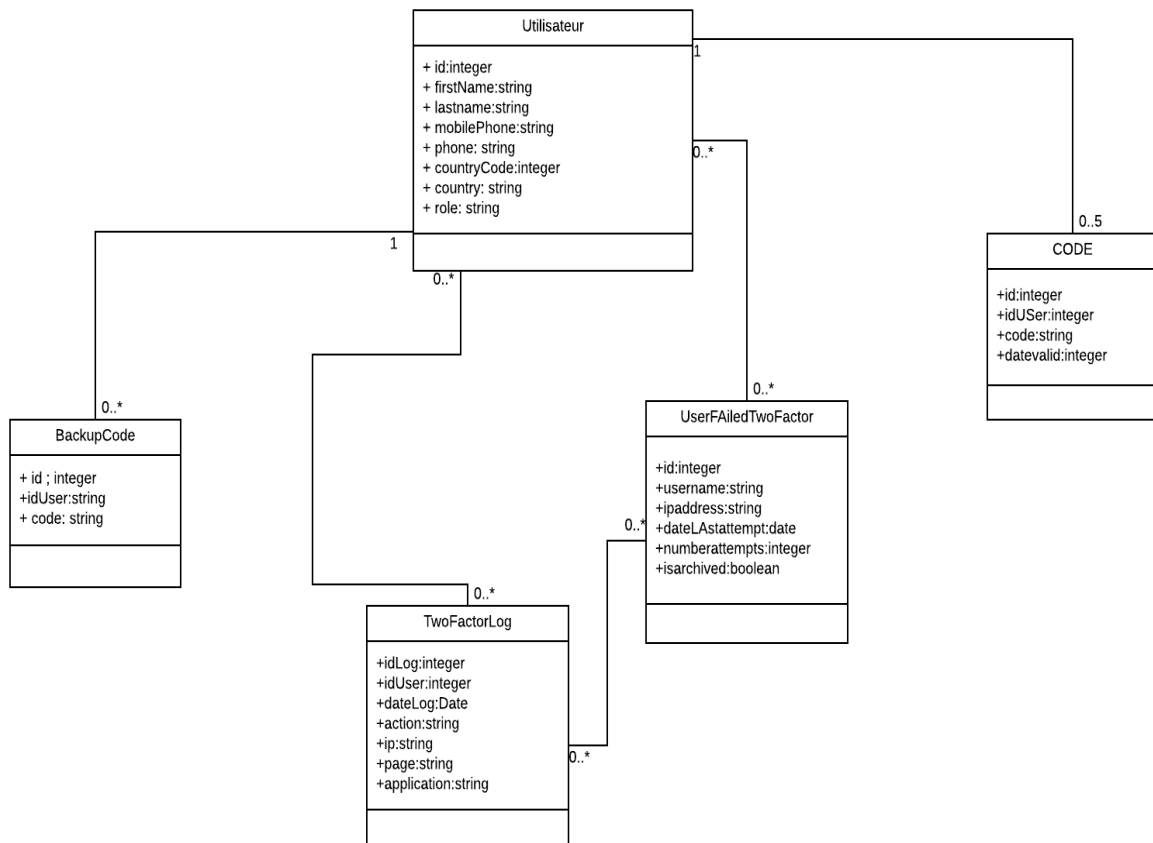 Utilisateur
+ id:integer
+ firstName:string
+ lastname:string
+ mobilePhone:string
+ phone: string
+ countryCode:integer
+ country: string
+ role: string
1
0..*
1
0..*
0..5
CODE
+id:integer
+idUSer:integer
+code:string
+datevalid:integer
0..*
BackupCode
+ id ; integer
+idUser:string
+ code: string
0..*
UserFAiledTwoFactor
+id:integer
+username:string
+ipaddress:string
+dateLAstattempt:date
+numberattempts:integer
+isarchived:boolean
0..*
0..*
TwoFactorLog
+idLog:integer
+idUser:integer
+dateLog:Date
+action:string
+ip:string
+page:string
+application:string
0..*